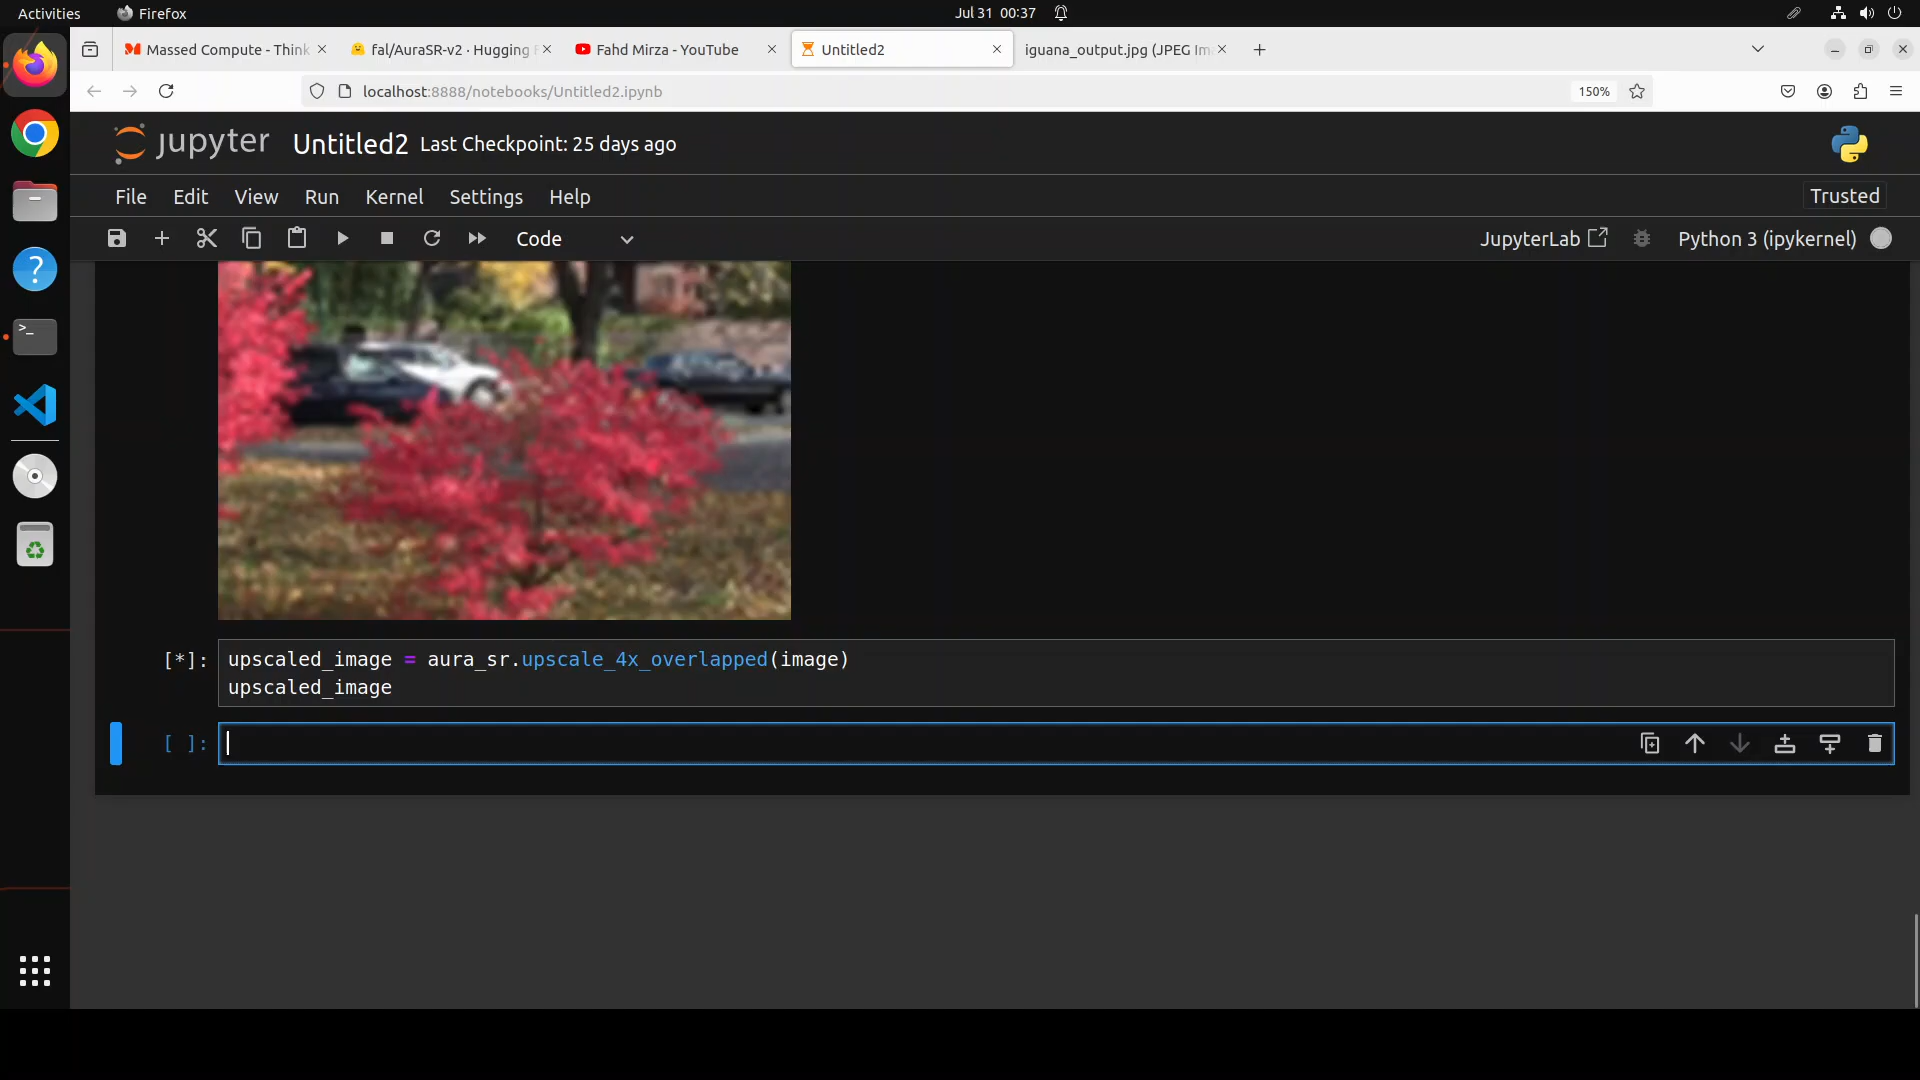 Activities Firefox Jul 31 00:37
Massed Compute - Think fal/AuraSR-v2 · Hugging Fahd Mirza - YouTube Untitled2 iguana_output.jpg (JPEG Im
localhost:8888/notebooks/Untitled2.ipynb 150%
jupyter Untitled2 Last Checkpoint: 25 days ago
File Edit View Run Kernel Settings Help Trusted
Code JupyterLab Python 3 (ipykernel)
[*]: upscaled_image = aura_sr.upscale_4x_overlapped(image)
upscaled_image
[ ]: